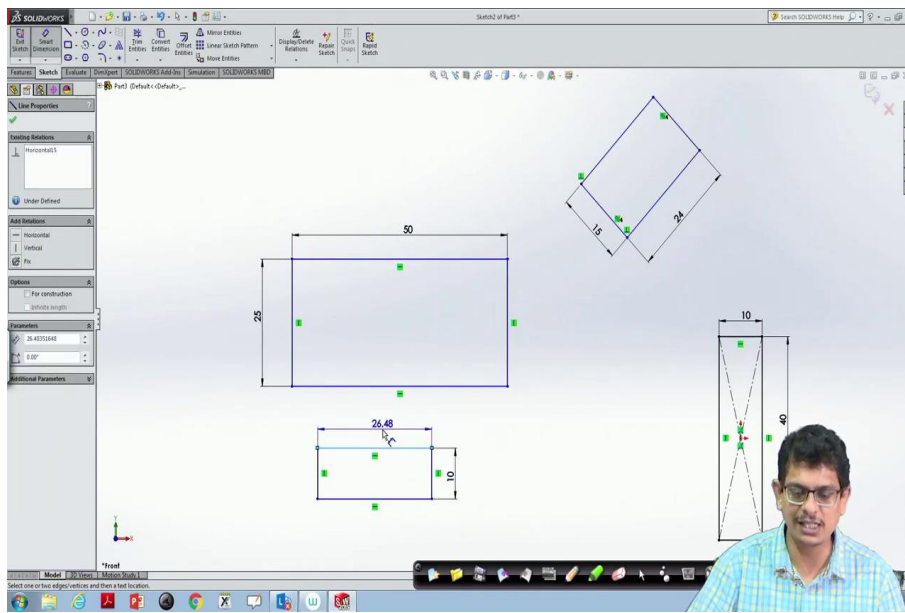 SOLIDWORKS
Sketch2 of Part3 *
Search SOLIDWORKS Help
Exit Sketch
Smart Dimension
Trim Entities
Convert Entities
Offset Entities
Mirror Entities
Linear Sketch Pattern
Move Entities
Display/Delete Relations
Repair Sketch
Quick Snaps
Rapid Sketch
Features Sketch Evaluate DimXpert SOLIDWORKS Add-Ins Simulation SOLIDWORKS MBD
Part3 (Default<<Default>_...
Line Properties
?
Existing Relations
Horizontal15
Under Defined
Add Relations
Horizontal
Vertical
Fix
Options
For construction
Infinite length
Parameters
26.48351648
0.00°
Additional Parameters
15
24
50
25
10
40
26.48
10
Y
X
*Front
Model 3D Views Motion Study 1
Select one or two edges/vertices and then a text location.